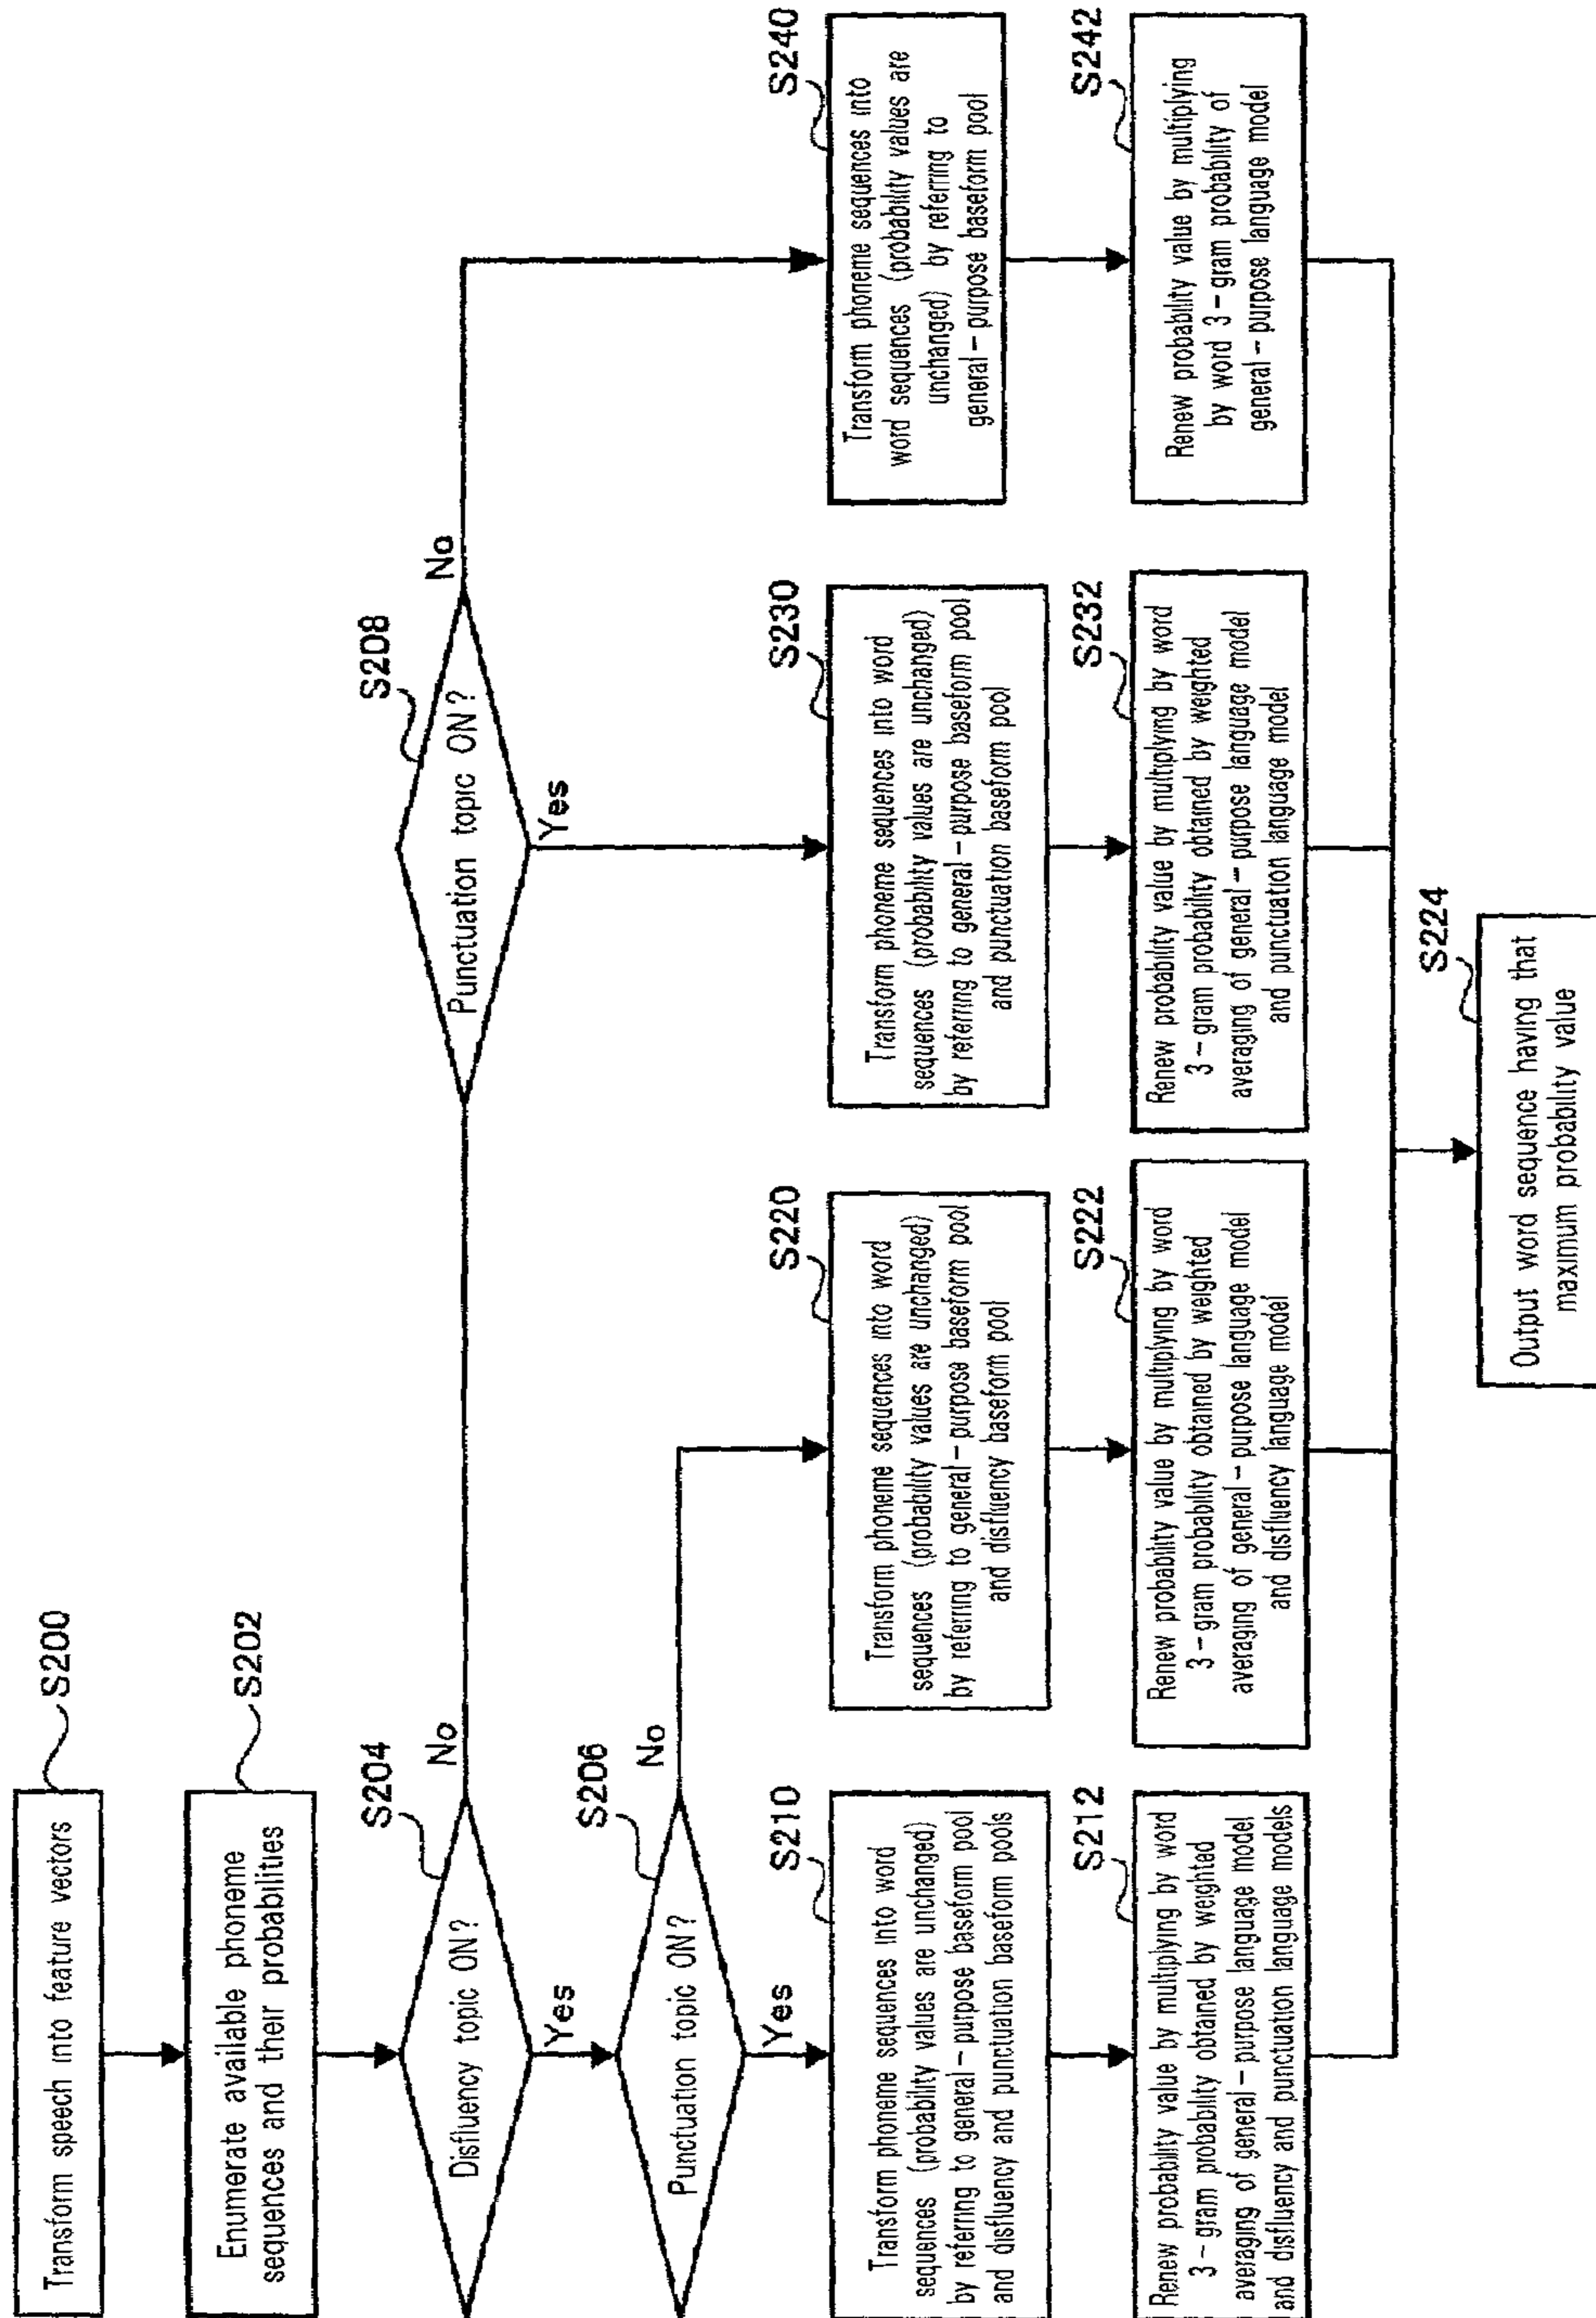 Transform speech into feature vectors
S200
Enumerate available phoneme
sequences and their probabilities
S202
Disfluency topic ON?
S204
No
Yes
Punctuation topic ON?
S206
No
Yes
Punctuation topic ON?
S208
No
Yes
Transform phoneme sequences into word
sequences (probability values are unchanged)
by referring to general-purpose baseform pool
and disfluency and punctuation baseform pools
S210
Renew probability value by multiplying by word
3-gram probability obtained by weighted
averaging of general-purpose language model
and disfluency and punctuation language models
S212
Transform phoneme sequences into word
sequences (probability values are unchanged)
by referring to general-purpose baseform pool
and disfluency baseform pool
S220
Renew probability value by multiplying by word
3-gram probability obtained by weighted
averaging of general-purpose language model
and disfluency language model
S222
Transform phoneme sequences into word
sequences (probability values are unchanged)
by referring to general-purpose baseform pool
and punctuation baseform pool
S230
Renew probability value by multiplying by word
3-gram probability obtained by weighted
averaging of general-purpose language model
and punctuation language model
S232
Transform phoneme sequences into
word sequences (probability values are
unchanged) by referring to
general-purpose baseform pool
S240
Renew probability value by multiplying
by word 3-gram probability of
general-purpose language model
S242
Output word sequence having that
maximum probability value
S224